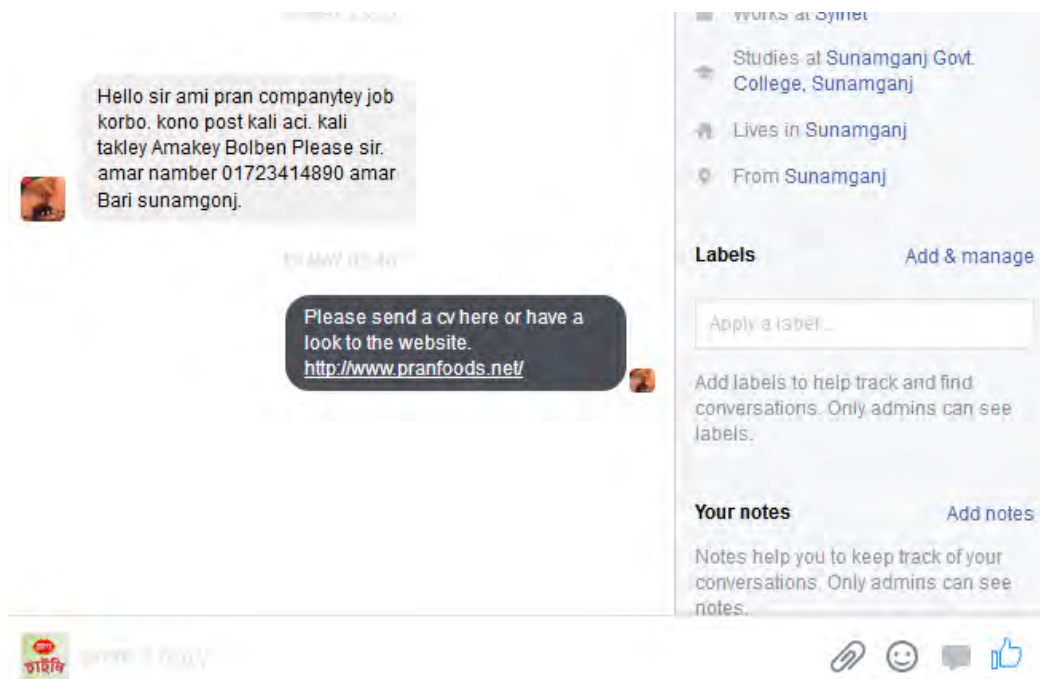 Works at Sylhet
Studies at Sunamganj Govt.
College, Sunamganj
Lives in Sunamganj
From Sunamganj
Hello sir ami pran companytey job
korbo. kono post kali aci. kali
takley Amakey Bolben Please sir.
amar namber 01723414890 amar
Bari sunamgonj.
Please send a cv here or have a
look to the website.
http://www.pranfoods.net/
Labels
Add & manage
Apply a label...
Add labels to help track and find
conversations. Only admins can see
labels.
Your notes
Add notes
Notes help you to keep track of your
conversations. Only admins can see
notes.